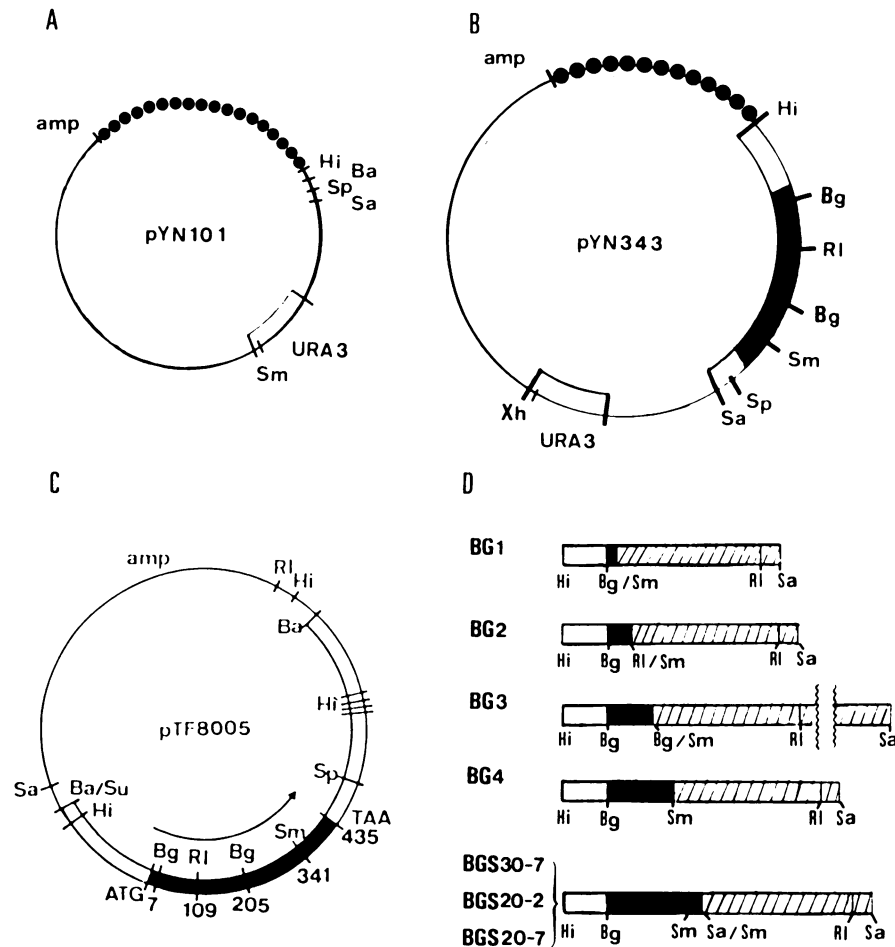 A
amp
Hi Ba
Sp
Sa
pYN101
URA3
Sm
B
amp
Hi
Bg
RI
Bg
Sm
Sp
Sa
pYN343
Xh
URA3
C
amp
RI
Hi
Ba
Hi
pTF8005
Sp
Sa
Ba/Su
Hi
TAA
435
Sm
341
Bg RI Bg
ATG 7 109 205
D
BG1
Hi Bg/Sm RI Sa
BG2
Hi Bg RI/Sm RI Sa
BG3
Hi Bg Bg/Sm RI Sa
BG4
Hi Bg Sm RI Sa
BGS30-7
BGS20-2
BGS20-7
Hi Bg Sm Sa/Sm RI Sa